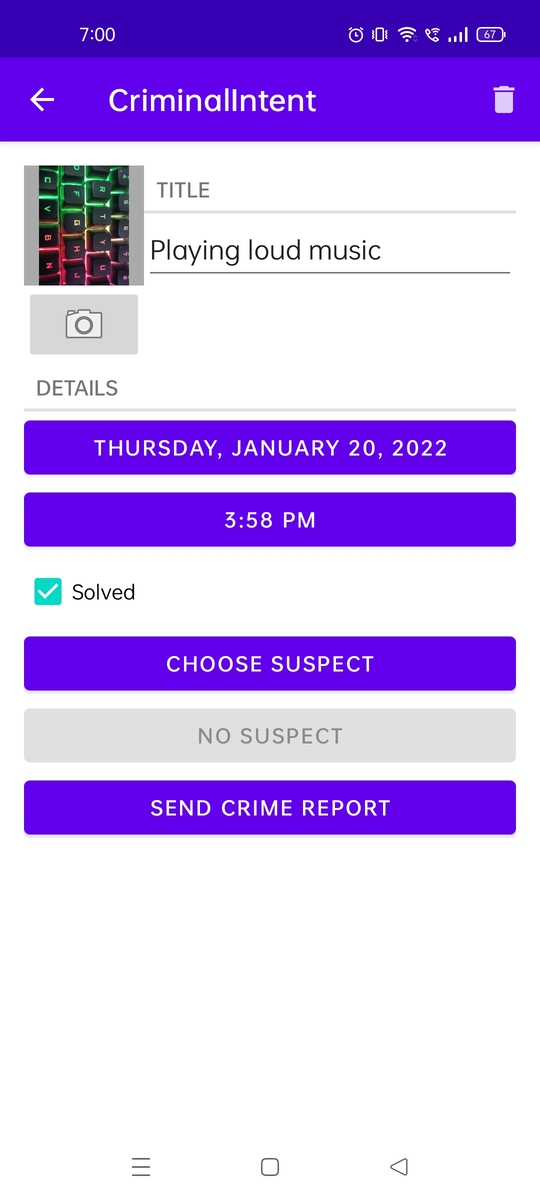 7:00
67
CriminalIntent
TITLE
Playing loud music
DETAILS
THURSDAY, JANUARY 20, 2022
3:58 PM
Solved
CHOOSE SUSPECT
NO SUSPECT
SEND CRIME REPORT